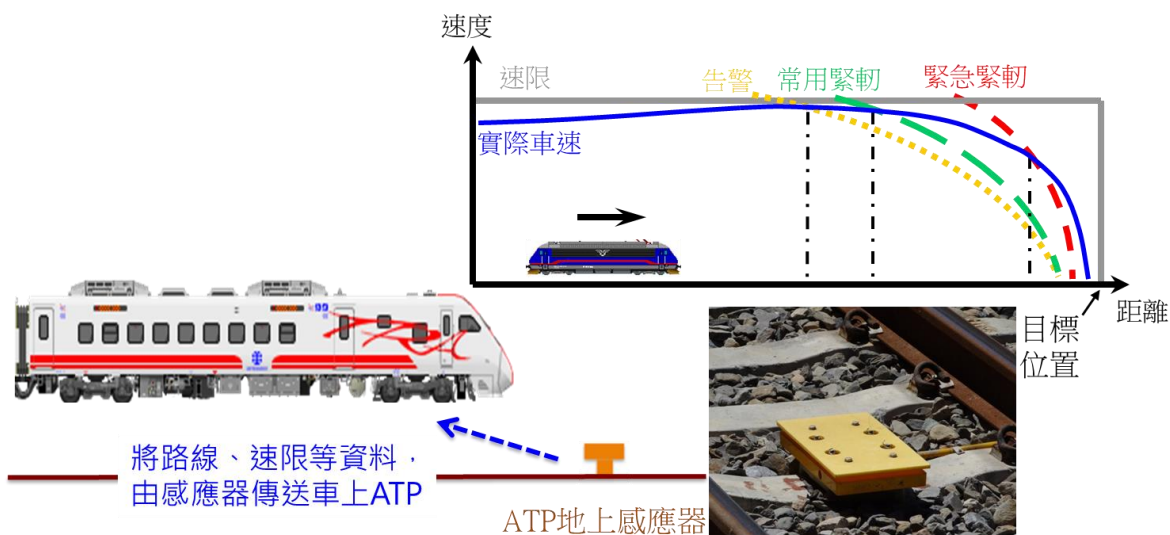 速度
速限
告警
常用緊軔
緊急緊軔
實際車速
距離
目標
位置
將路線、速限等資料，
由感應器傳送車上ATP
ATP地上感應器